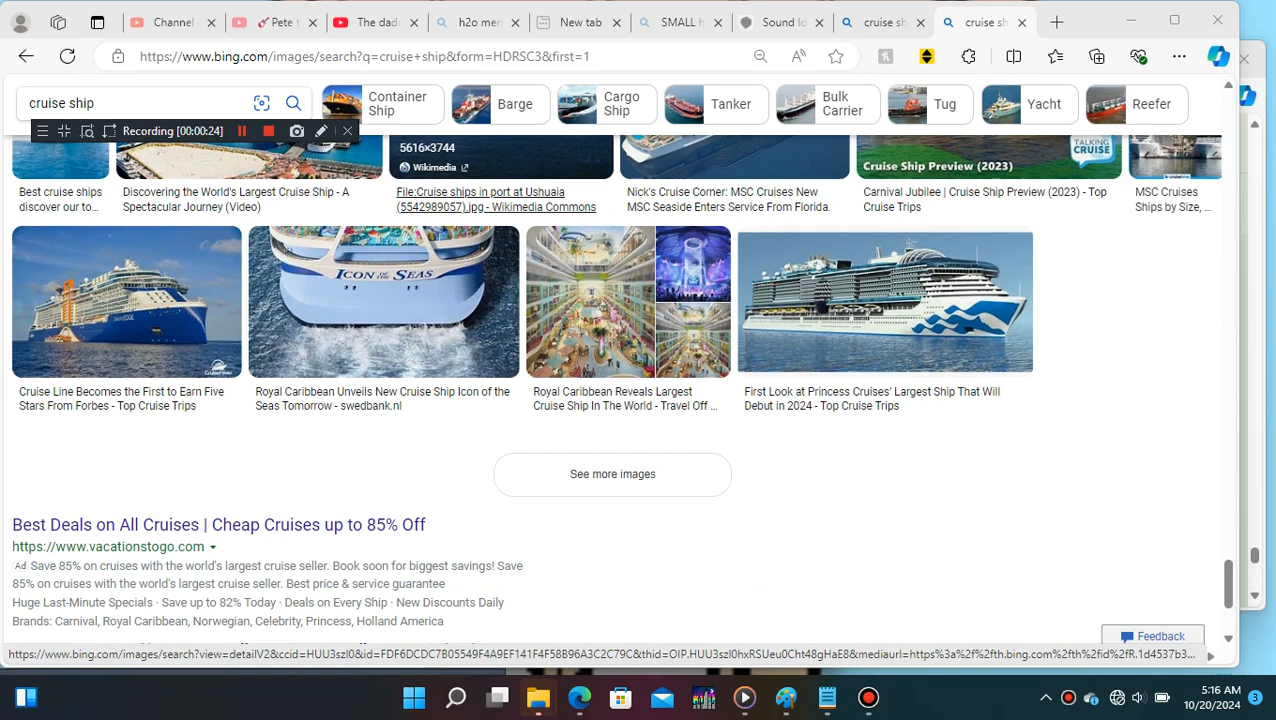 Channel
Pete t
The dadu
h2o mer
New tab
SMALL h
Sound Id
cruise sh
cruise sh
https://www.bing.com/images/search?q=cruise+ship&form=HDRSC3&first=1
cruise ship
Container
Ship
Barge
Cargo
Ship
Tanker
Bulk
Carrier
Tug
Yacht
Reefer
Recording [00:00:24]
5616×3744
Wikimedia
Cruise Ship Preview (2023)
TALKING
CRUISE
Best cruise ships
discover our to...
Discovering the World's Largest Cruise Ship - A
Spectacular Journey (Video)
File:Cruise ships in port at Ushuaia
(5542989057).jpg - Wikimedia Commons
Nick's Cruise Corner: MSC Cruises New
MSC Seaside Enters Service From Florida.
Carnival Jubilee | Cruise Ship Preview (2023) - Top
Cruise Trips
MSC Cruises
Ships by Size, ...
ICON OF THE SEAS
Cruise Line Becomes the First to Earn Five
Stars From Forbes - Top Cruise Trips
Royal Caribbean Unveils New Cruise Ship Icon of the
Seas Tomorrow - swedbank.nl
Royal Caribbean Reveals Largest
Cruise Ship In The World - Travel Off ...
First Look at Princess Cruises' Largest Ship That Will
Debut in 2024 - Top Cruise Trips
See more images
Best Deals on All Cruises | Cheap Cruises up to 85% Off
https://www.vacationstogo.com
Ad Save 85% on cruises with the world's largest cruise seller. Book soon for biggest savings! Save
85% on cruises with the world's largest cruise seller. Best price & service guarantee
Huge Last-Minute Specials · Save up to 82% Today · Deals on Every Ship · New Discounts Daily
Brands: Carnival, Royal Caribbean, Norwegian, Celebrity, Princess, Holland America
Feedback
https://www.bing.com/images/search?view=detailV2&ccid=HUU3szl0&id=FDF6DCDC7B05549F4A9EF141F4F58B96A3C2C79C&thid=OIP.HUU3szl0hxRSUeu0Cht48gHaE8&mediaurl=https%3a%2f%2fth.bing.com%2fth%2fid%2fR.1d4537b3...
5:16 AM
10/20/2024
3